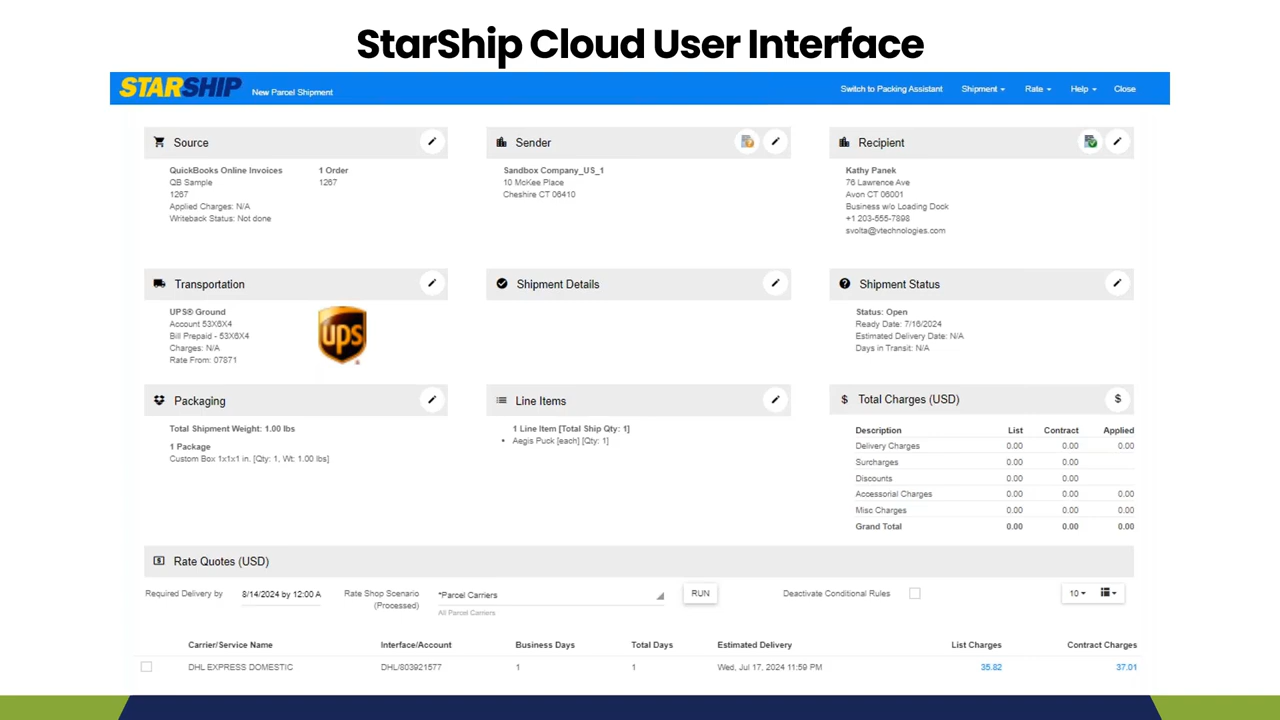 StarShip Cloud User Interface
STARSHIP New Parcel Shipment Switch to Packing Assistant Shipment Rate Help Close
Source
QuickBooks Online Invoices 1 Order
QB Sample 1267
1267
Applied Charges: N/A
Writeback Status: Not done
Sender
Sandbox Company_US_1
10 McKee Place
Cheshire CT 06410
Recipient
Kathy Panek
76 Lawrence Ave
Avon CT 06001
Business w/o Loading Dock
+1 203-555-7898
svolta@vtechnologies.com
Transportation
UPS® Ground
Account 53X6X4
Bill Prepaid - 53X6X4
Charges: N/A
Rate From: 07871
ups
Shipment Details
Shipment Status
Status: Open
Ready Date: 7/16/2024
Estimated Delivery Date: N/A
Days in Transit: N/A
Packaging
Total Shipment Weight: 1.00 lbs
1 Package
Custom Box 1x1x1 in. [Qty: 1, Wt: 1.00 lbs]
Line Items
1 Line Item [Total Ship Qty: 1]
• Aegis Puck [each] [Qty: 1]
$ Total Charges (USD) $
Description List Contract Applied
Delivery Charges 0.00 0.00 0.00
Surcharges 0.00 0.00
Discounts 0.00 0.00
Accessorial Charges 0.00 0.00 0.00
Misc Charges 0.00 0.00 0.00
Grand Total 0.00 0.00 0.00
Rate Quotes (USD)
Required Delivery by 8/14/2024 by 12:00 A Rate Shop Scenario *Parcel Carriers RUN Deactivate Conditional Rules 10
(Processed) All Parcel Carriers
Carrier/Service Name Interface/Account Business Days Total Days Estimated Delivery List Charges Contract Charges
DHL EXPRESS DOMESTIC DHL/803921577 1 1 Wed, Jul 17, 2024 11:59 PM 35.82 37.01